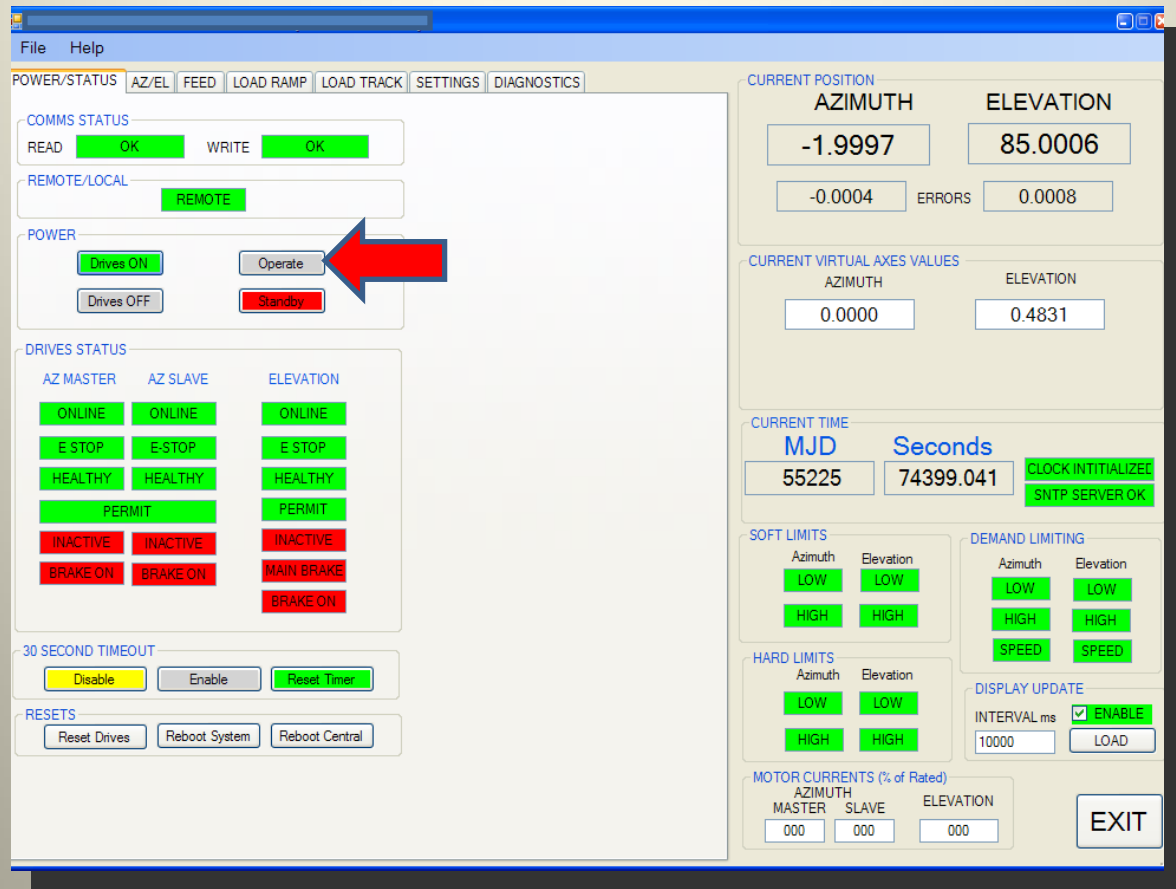 File Help
POWER/STATUS AZ/EL FEED LOAD RAMP LOAD TRACK SETTINGS DIAGNOSTICS
COMMS STATUS
READ OK WRITE OK
REMOTE/LOCAL
REMOTE
POWER
Drives ON Operate
Drives OFF Standby
DRIVES STATUS
AZ MASTER AZ SLAVE ELEVATION
ONLINE ONLINE ONLINE
E STOP E-STOP E STOP
HEALTHY HEALTHY HEALTHY
PERMIT PERMIT
INACTIVE INACTIVE INACTIVE
BRAKE ON BRAKE ON MAIN BRAKE
BRAKE ON
30 SECOND TIMEOUT
Disable Enable Reset Timer
RESETS
Reset Drives Reboot System Reboot Central
CURRENT POSITION
AZIMUTH ELEVATION
-1.9997 85.0006
-0.0004 ERRORS 0.0008
CURRENT VIRTUAL AXES VALUES
AZIMUTH ELEVATION
0.0000 0.4831
CURRENT TIME
MJD Seconds
55225 74399.041
CLOCK INTITIALIZED
SNTP SERVER OK
SOFT LIMITS
Azimuth Elevation
LOW LOW
HIGH HIGH
DEMAND LIMITING
Azimuth Elevation
LOW LOW
HIGH HIGH
SPEED SPEED
HARD LIMITS
Azimuth Elevation
LOW LOW
HIGH HIGH
DISPLAY UPDATE
INTERVAL ms ENABLE
10000 LOAD
MOTOR CURRENTS (% of Rated)
AZIMUTH
MASTER SLAVE ELEVATION
000 000 000
EXIT